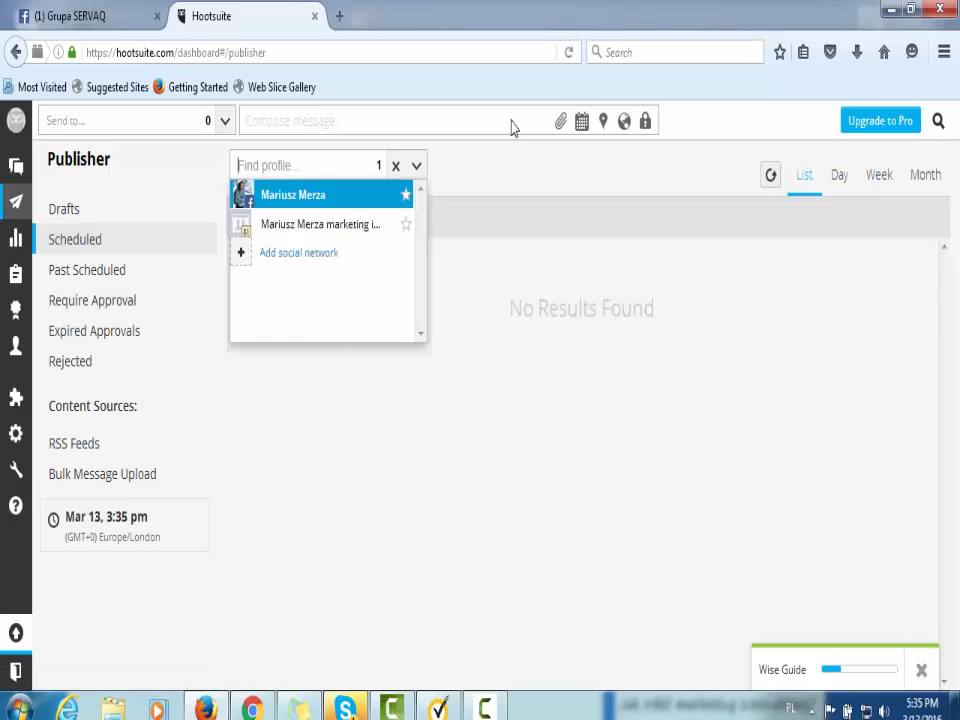 (1) Grupa SERVAQ
Hootsuite
https://hootsuite.com/dashboard#/publisher
Search
Most Visited
Suggested Sites
Getting Started
Web Slice Gallery
Send to...
0
Compose message...
Upgrade to Pro
Publisher
Find profile...
1
List
Day
Week
Month
Mariusz Merza
Mariusz Merza marketing i...
Add social network
Drafts
Scheduled
Past Scheduled
Require Approval
Expired Approvals
Rejected
No Results Found
Content Sources:
RSS Feeds
Bulk Message Upload
Mar 13, 3:35 pm
(GMT+0) Europe/London
Wise Guide
PL
5:35 PM
3/13/2016